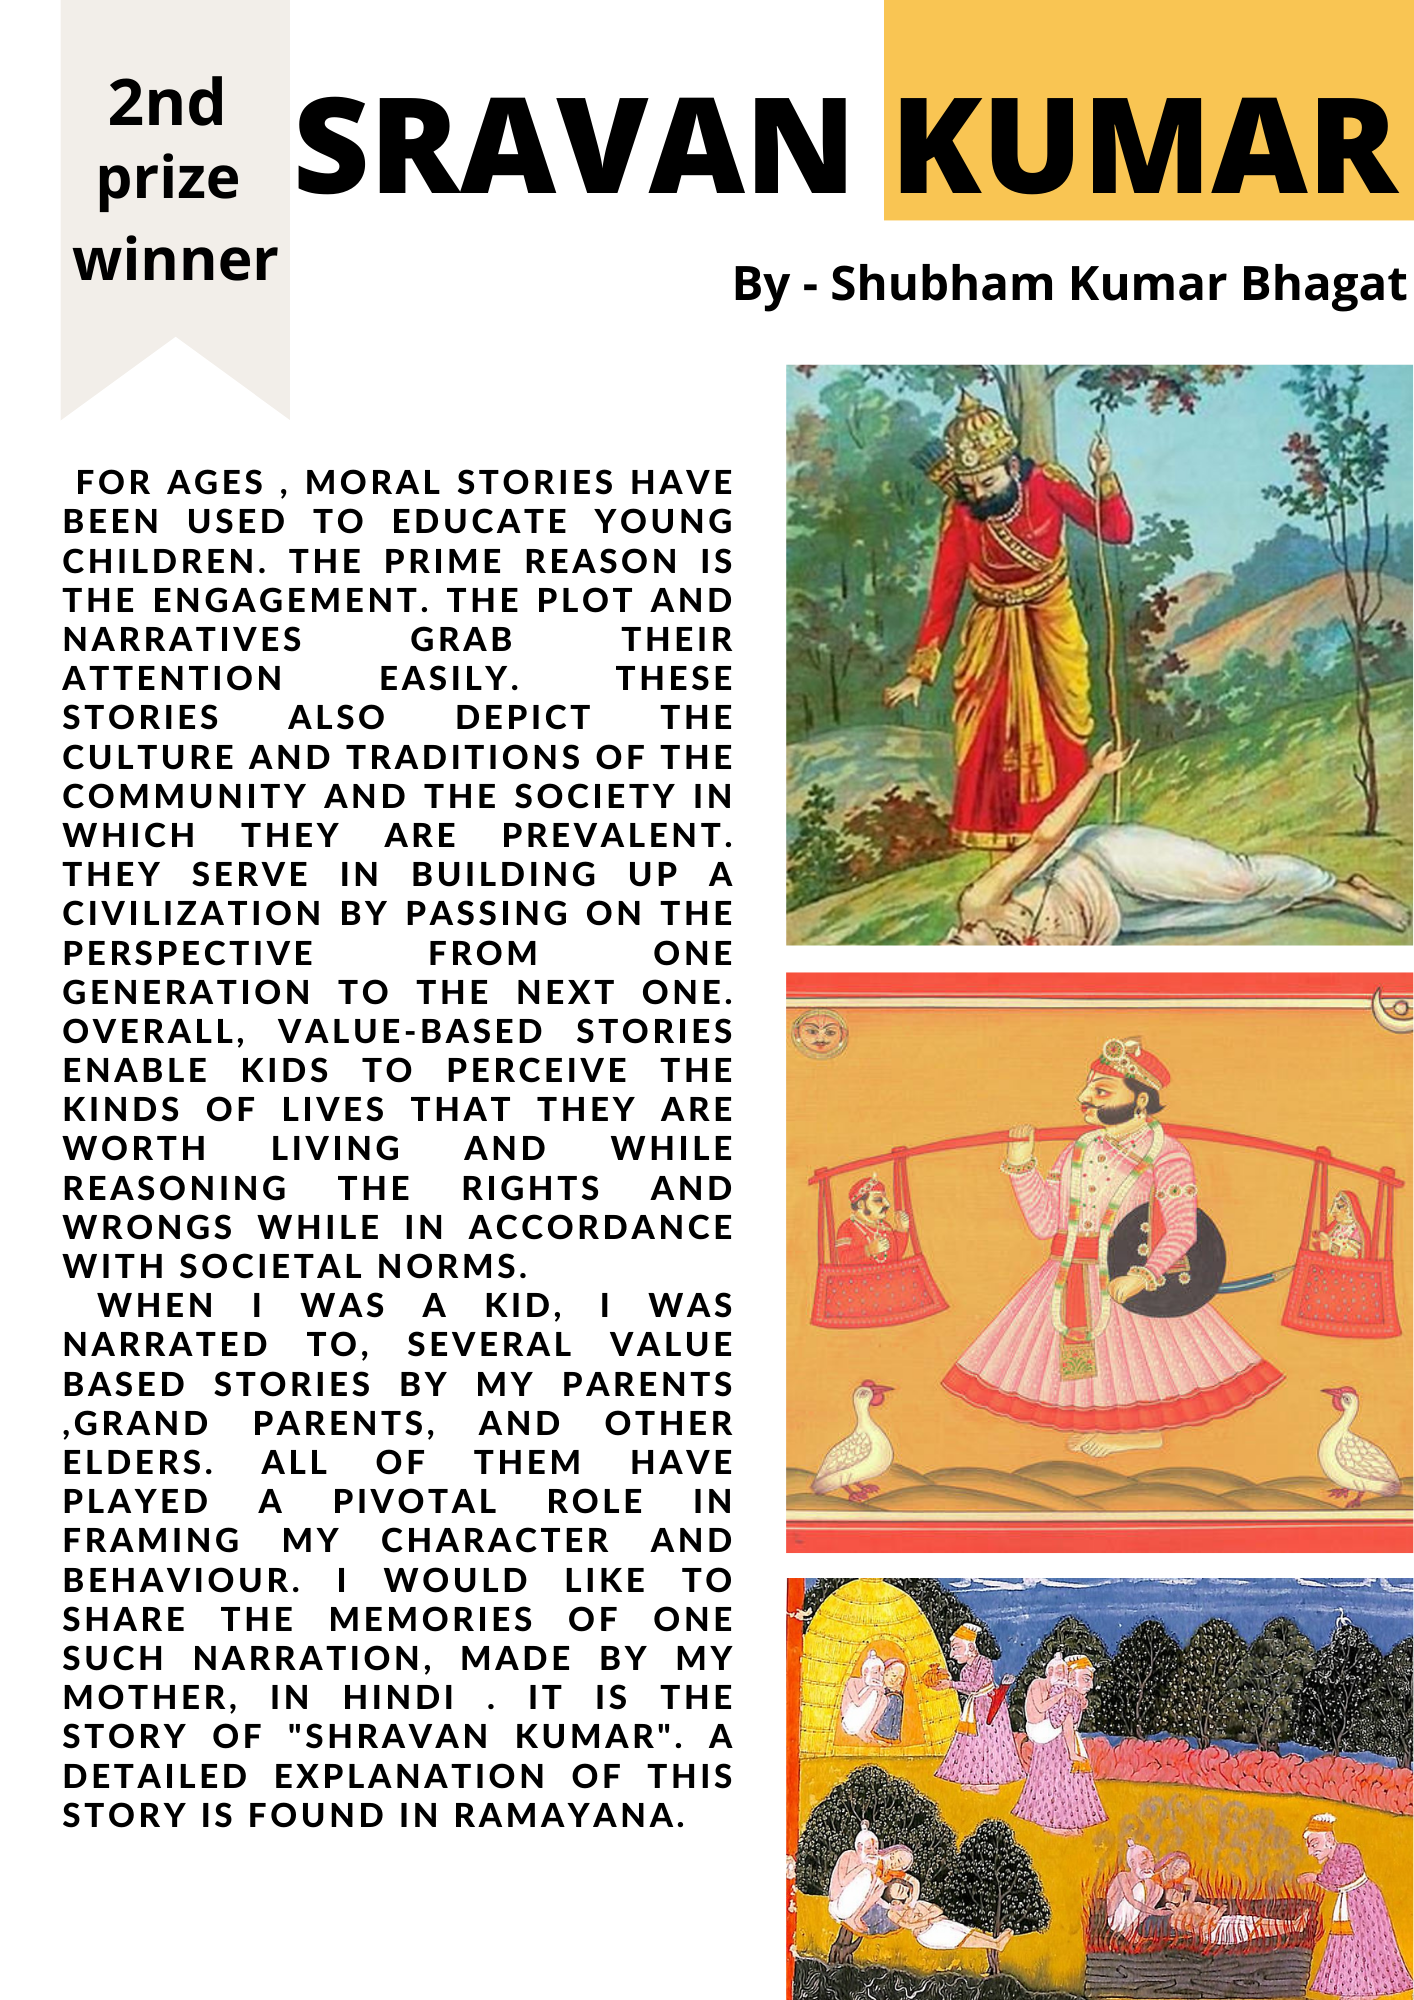 2nd
prize
winner
SRAVAN KUMAR
By - Shubham Kumar Bhagat
FOR AGES , MORAL STORIES HAVE
BEEN USED TO EDUCATE YOUNG
CHILDREN. THE PRIME REASON IS
THE ENGAGEMENT. THE PLOT AND
NARRATIVES GRAB THEIR
ATTENTION EASILY. THESE
STORIES ALSO DEPICT THE
CULTURE AND TRADITIONS OF THE
COMMUNITY AND THE SOCIETY IN
WHICH THEY ARE PREVALENT.
THEY SERVE IN BUILDING UP A
CIVILIZATION BY PASSING ON THE
PERSPECTIVE FROM ONE
GENERATION TO THE NEXT ONE.
OVERALL, VALUE-BASED STORIES
ENABLE KIDS TO PERCEIVE THE
KINDS OF LIVES THAT THEY ARE
WORTH LIVING AND WHILE
REASONING THE RIGHTS AND
WRONGS WHILE IN ACCORDANCE
WITH SOCIETAL NORMS.
WHEN I WAS A KID, I WAS
NARRATED TO, SEVERAL VALUE
BASED STORIES BY MY PARENTS
,GRAND PARENTS, AND OTHER
ELDERS. ALL OF THEM HAVE
PLAYED A PIVOTAL ROLE IN
FRAMING MY CHARACTER AND
BEHAVIOUR. I WOULD LIKE TO
SHARE THE MEMORIES OF ONE
SUCH NARRATION, MADE BY MY
MOTHER, IN HINDI . IT IS THE
STORY OF "SHRAVAN KUMAR". A
DETAILED EXPLANATION OF THIS
STORY IS FOUND IN RAMAYANA.